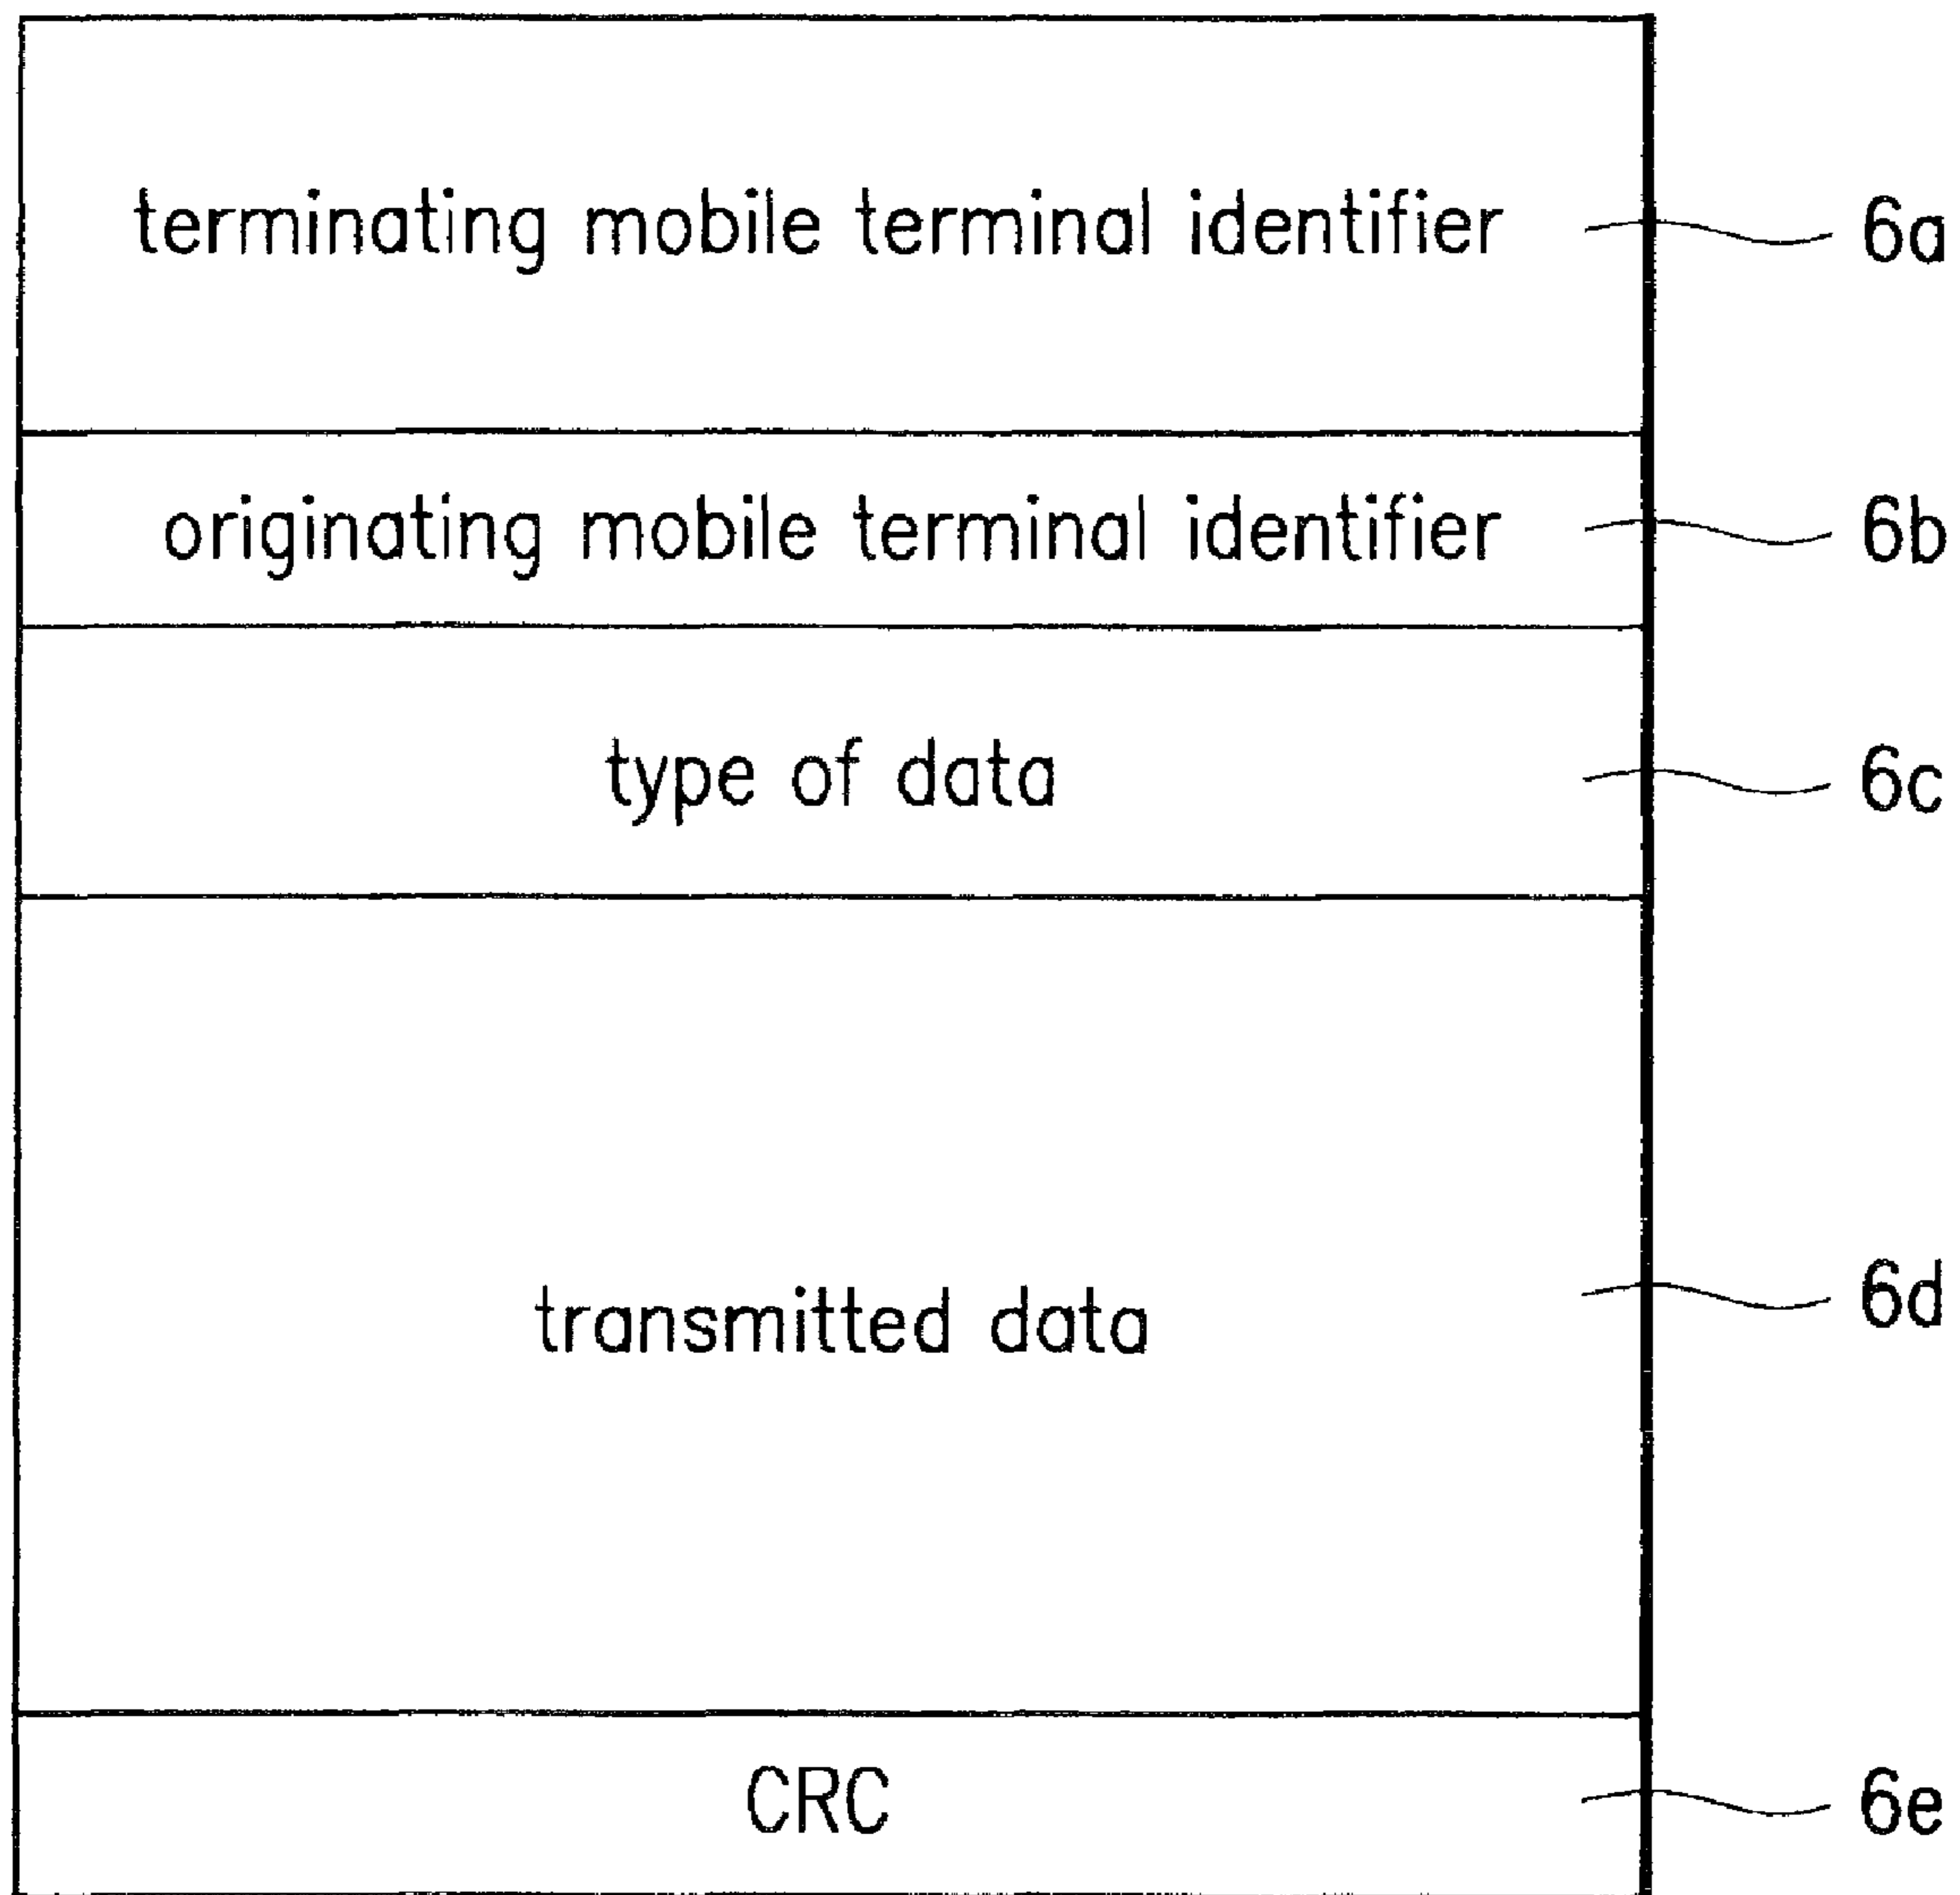 terminating mobile terminal identifier 6a
originating mobile terminal identifier 6b
type of data 6c
transmitted data 6d
CRC 6e